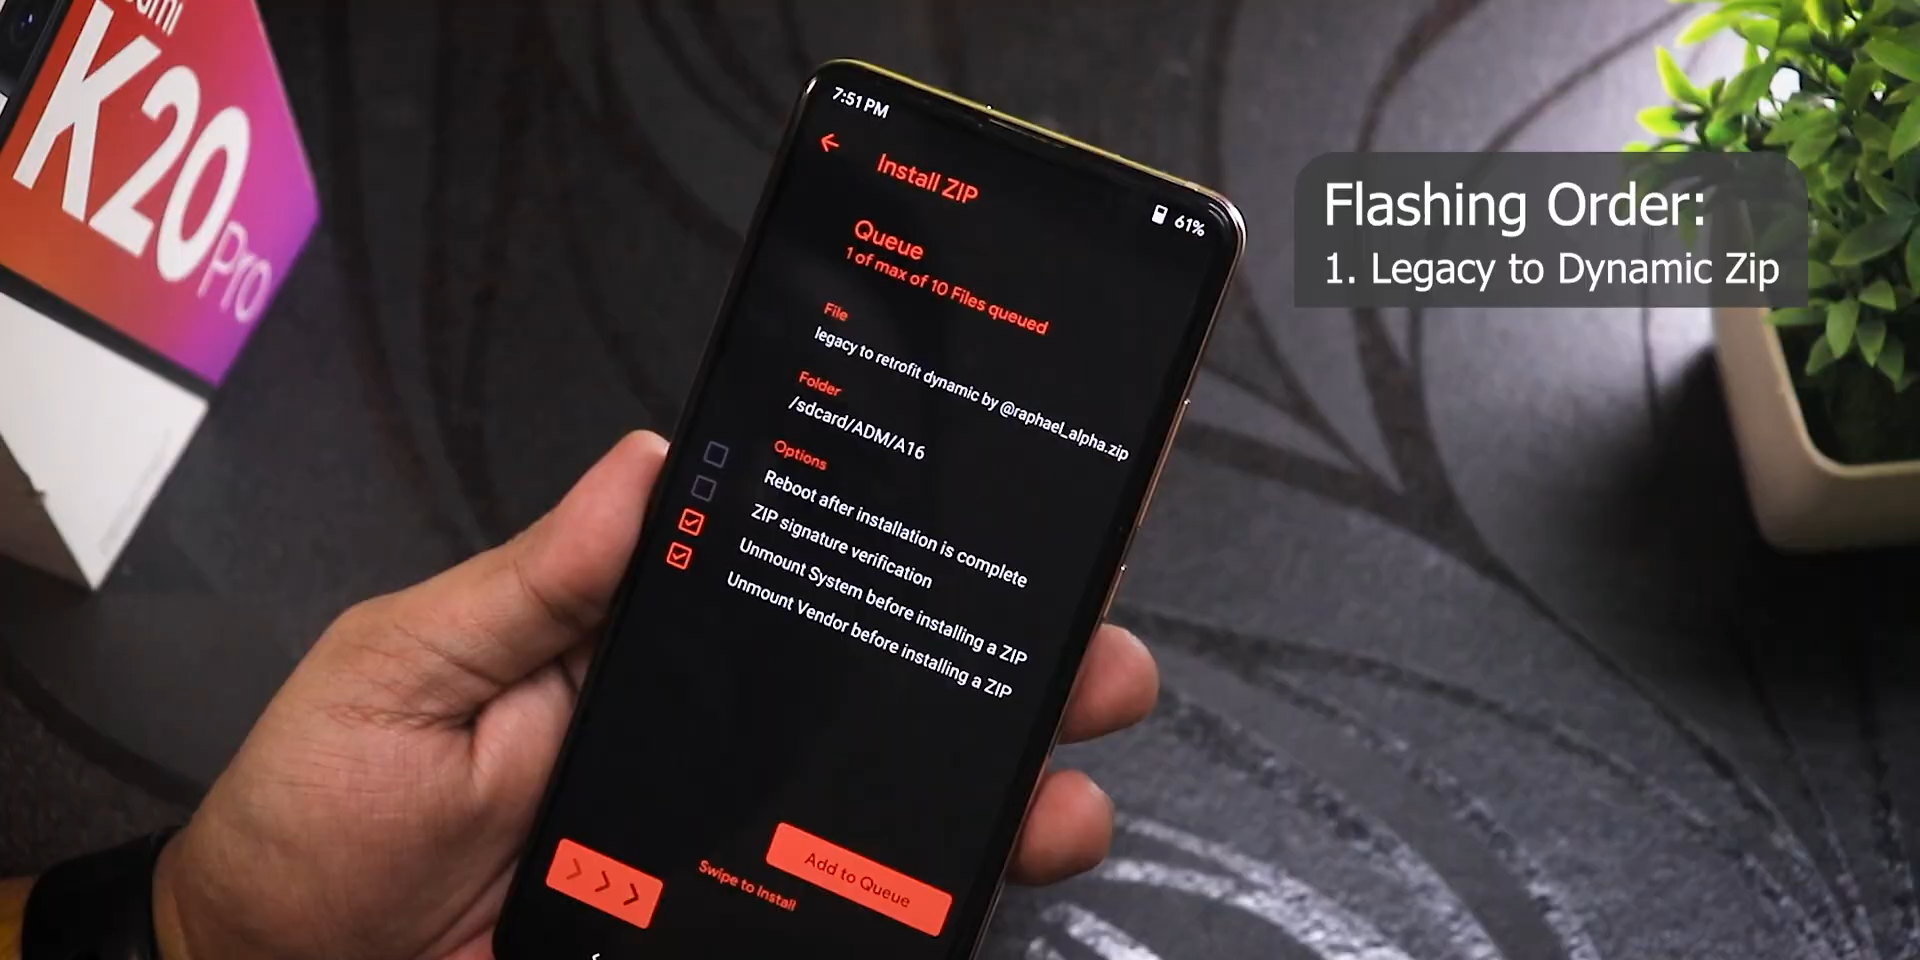 K20 Pro
7:51 PM
61%
Install ZIP
Queue
1 of max of 10 Files queued
File
legacy to retrofit dynamic by @raphael_alpha.zip
Folder
/sdcard/ADM/A16
Options
Reboot after installation is complete
ZIP signature verification
Unmount System before installing a ZIP
Unmount Vendor before installing a ZIP
Add to Queue
Swipe to Install
Flashing Order:
1. Legacy to Dynamic Zip